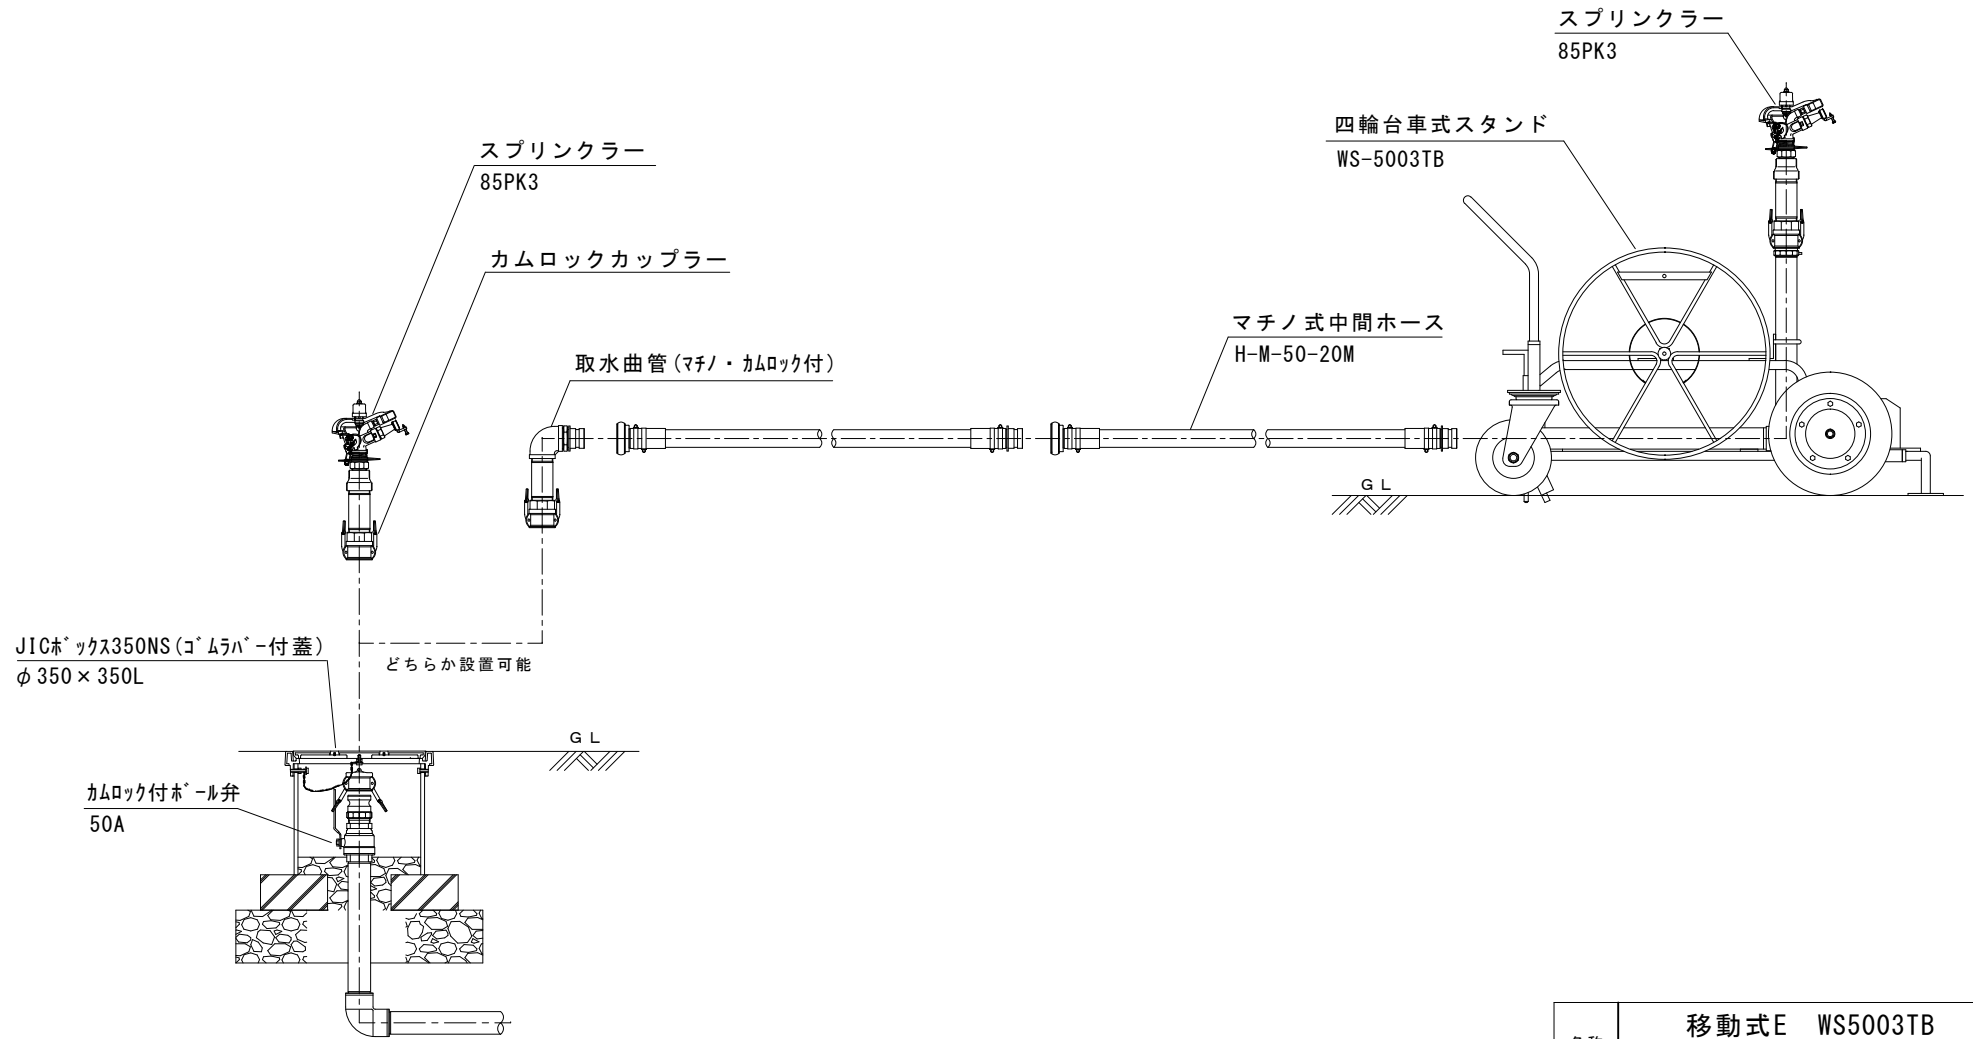 スプリンクラー
85PK3
四輪台車式スタンド
WS-5003TB
スプリンクラー
85PK3
カムロックカップラー
マチノ式中間ホース
H-M-50-20M
取水曲管(ﾏﾁﾉ・ｶﾑﾛｯｸ付)
GL
JICﾎﾞｯｸｽ350NS(ｺﾞﾑﾗﾊﾞｰ付蓋)
φ350×350L
どちらか設置可能
GL
ｶﾑﾛｯｸ付ﾎﾞｰﾙ弁
50A
移動式E WS5003TB
名称